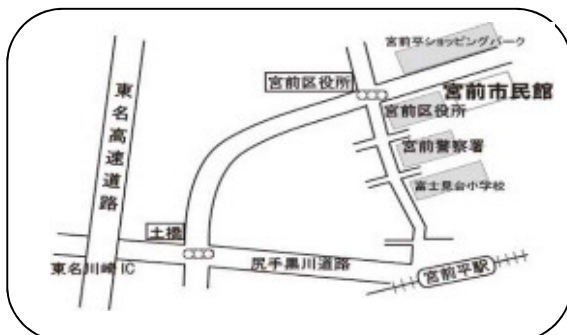 宮前平ショッピングパーク
宮前区役所
宮前市民館
宮前区役所
宮前警察署
富士見台小学校
東名高速道路
土橋
東名川崎IC
尻手黒川道路
宮前平駅